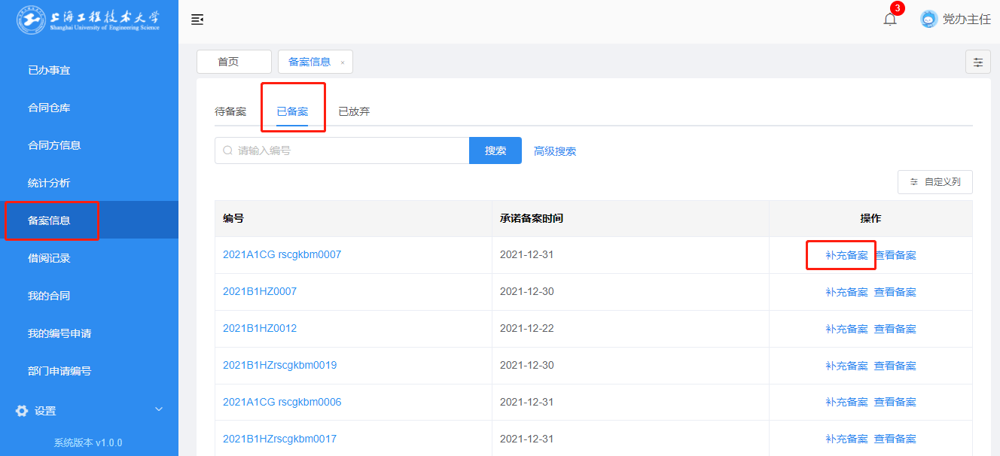 上海工程技术大学
Shanghai University of Engineering Science
3
党办主任
已办事宜
合同仓库
合同方信息
统计分析
备案信息
借阅记录
我的合同
我的编号申请
部门申请编号
设置
系统版本 v1.0.0
首页
备案信息 ×
待备案 已备案 已放弃
请输入编号 搜索 高级搜索
自定义列
编号 承诺备案时间 操作
2021A1CG rscgkbm0007 2021-12-31 补充备案 查看备案
2021B1HZ0007 2021-12-30 补充备案 查看备案
2021B1HZ0012 2021-12-22 补充备案 查看备案
2021B1HZrscgkbm0019 2021-12-30 补充备案 查看备案
2021A1CG rscgkbm0006 2021-12-31 补充备案 查看备案
2021B1HZrscgkbm0017 2021-12-31 补充备案 查看备案